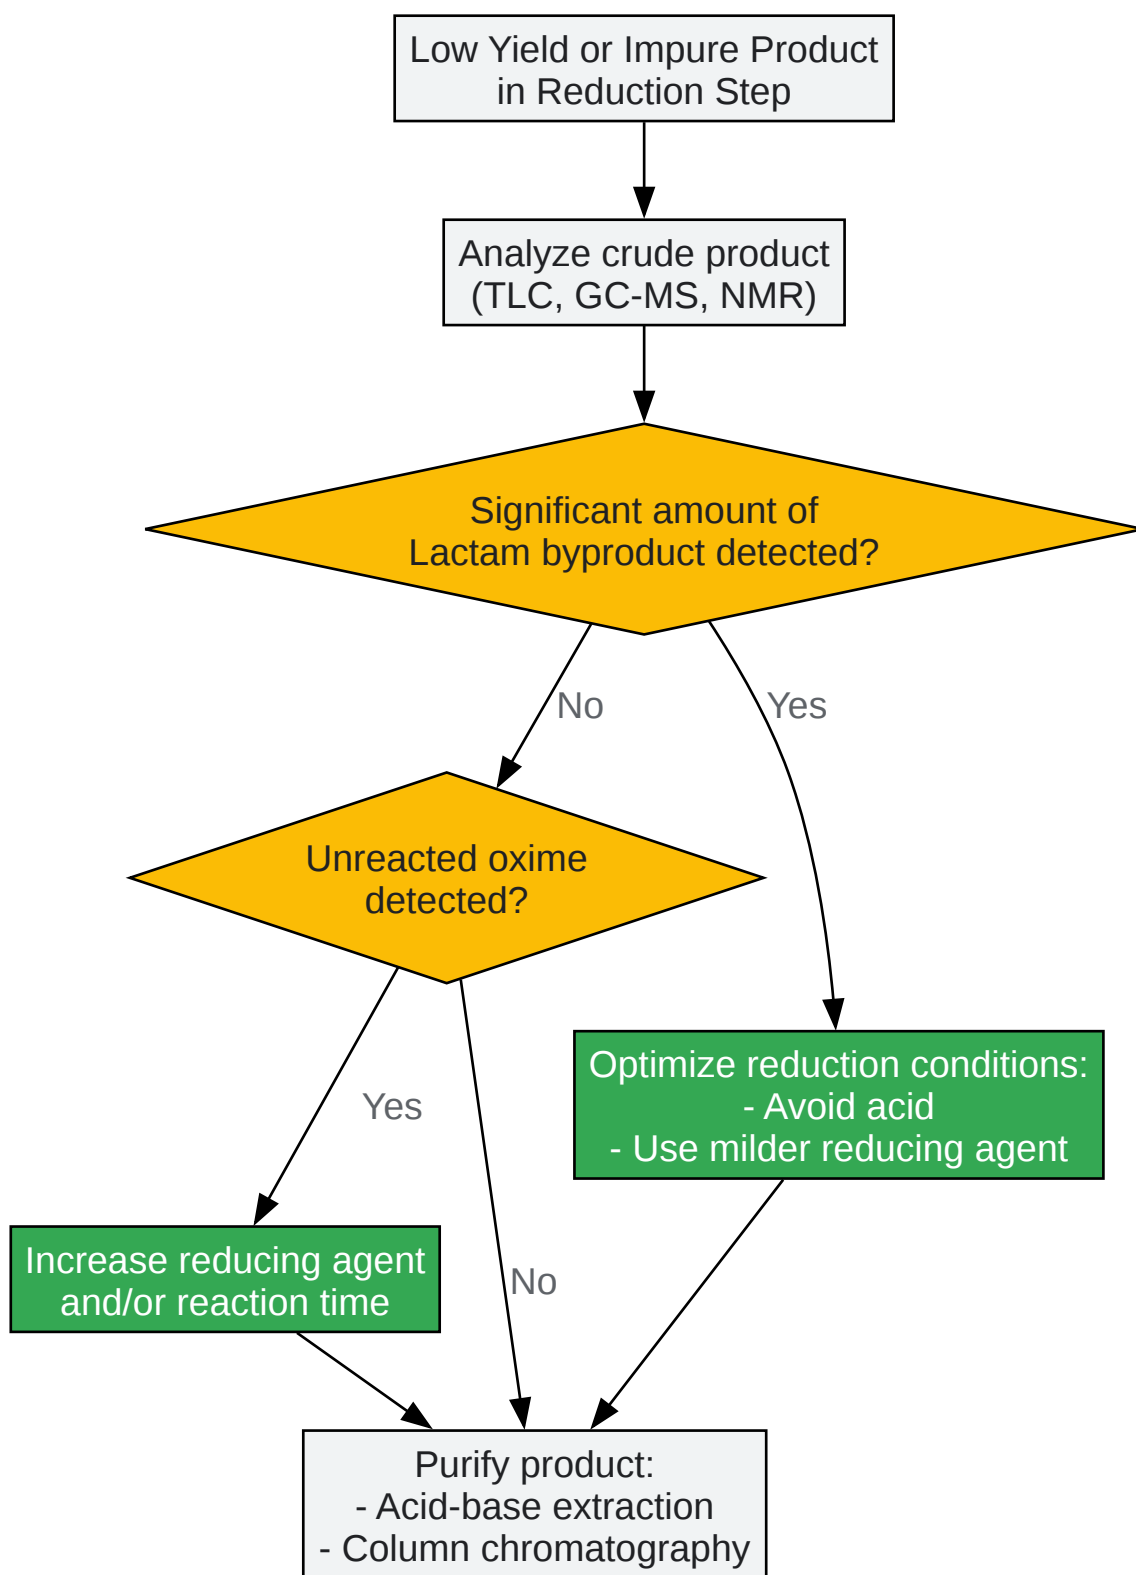 Low Yield or Impure Product
in Reduction Step
Analyze crude product
(TLC, GC-MS, NMR)
Significant amount of
Lactam byproduct detected?
No
Yes
Unreacted oxime
detected?
Optimize reduction conditions:
- Avoid acid
- Use milder reducing agent
Yes
Increase reducing agent
and/or reaction time
No
Purify product:
- Acid-base extraction
- Column chromatography